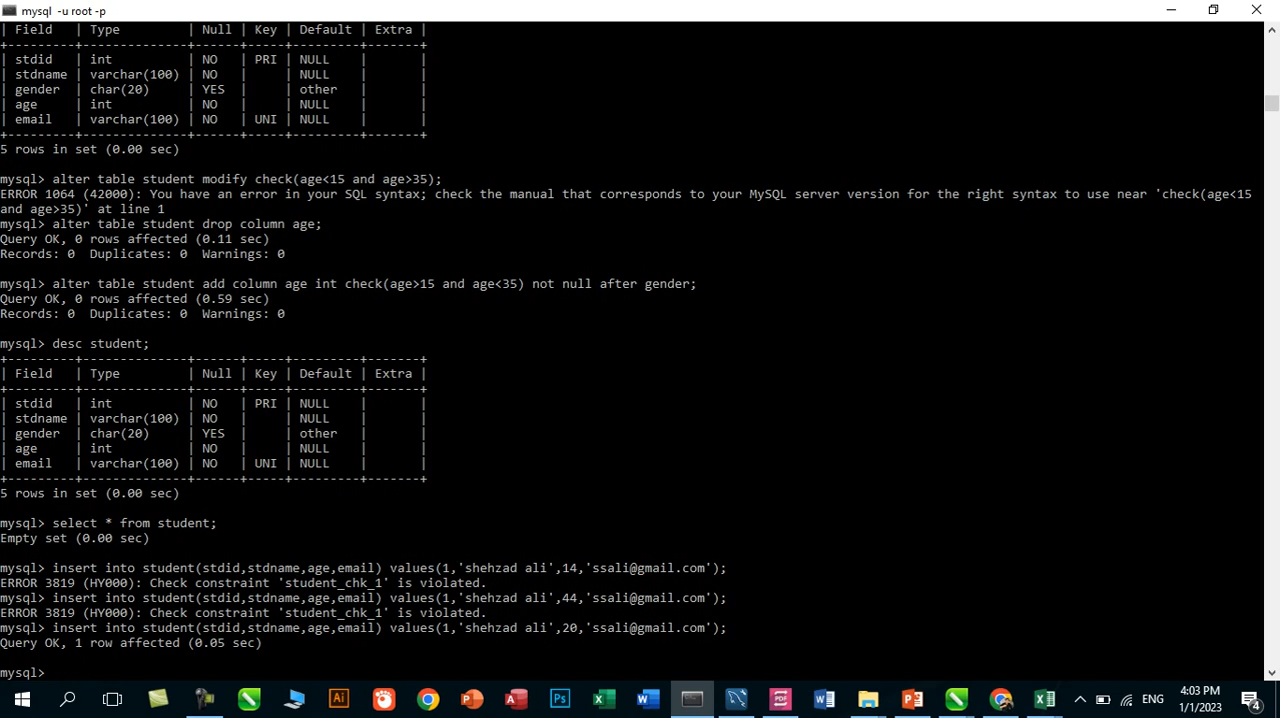 mysql  -u root -p
| Field   | Type         | Null | Key | Default | Extra |
+---------+--------------+------+-----+---------+-------+
| stdid   | int          | NO   | PRI | NULL    |       |
| stdname | varchar(100) | NO   |     | NULL    |       |
| gender  | char(20)     | YES  |     | other   |       |
| age     | int          | NO   |     | NULL    |       |
| email   | varchar(100) | NO   | UNI | NULL    |       |
+---------+--------------+------+-----+---------+-------+
5 rows in set (0.00 sec)
mysql> alter table student modify check(age<15 and age>35);
ERROR 1064 (42000): You have an error in your SQL syntax; check the manual that corresponds to your MySQL server version for the right syntax to use near 'check(age<15
and age>35)' at line 1
mysql> alter table student drop column age;
Query OK, 0 rows affected (0.11 sec)
Records: 0  Duplicates: 0  Warnings: 0
mysql> alter table student add column age int check(age>15 and age<35) not null after gender;
Query OK, 0 rows affected (0.59 sec)
Records: 0  Duplicates: 0  Warnings: 0
mysql> desc student;
+---------+--------------+------+-----+---------+-------+
| Field   | Type         | Null | Key | Default | Extra |
+---------+--------------+------+-----+---------+-------+
| stdid   | int          | NO   | PRI | NULL    |       |
| stdname | varchar(100) | NO   |     | NULL    |       |
| gender  | char(20)     | YES  |     | other   |       |
| age     | int          | NO   |     | NULL    |       |
| email   | varchar(100) | NO   | UNI | NULL    |       |
+---------+--------------+------+-----+---------+-------+
5 rows in set (0.00 sec)
mysql> select * from student;
Empty set (0.00 sec)
mysql> insert into student(stdid,stdname,age,email) values(1,'shehzad ali',14,'ssali@gmail.com');
ERROR 3819 (HY000): Check constraint 'student_chk_1' is violated.
mysql> insert into student(stdid,stdname,age,email) values(1,'shehzad ali',44,'ssali@gmail.com');
ERROR 3819 (HY000): Check constraint 'student_chk_1' is violated.
mysql> insert into student(stdid,stdname,age,email) values(1,'shehzad ali',20,'ssali@gmail.com');
Query OK, 1 row affected (0.05 sec)
mysql>
Ai
Ps
PDF
ENG
4:03 PM
1/1/2023
4